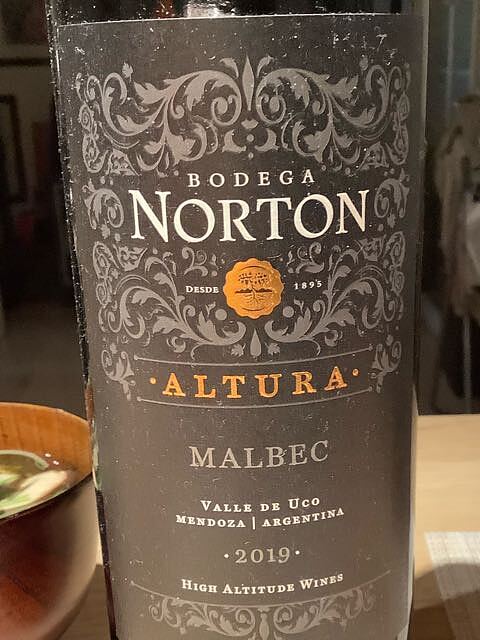 BODEGA
NORTON
DESDE 1895
·ALTURA·
MALBEC
VALLE DE UCO
MENDOZA | ARGENTINA
·2019·
HIGH ALTITUDE WINES